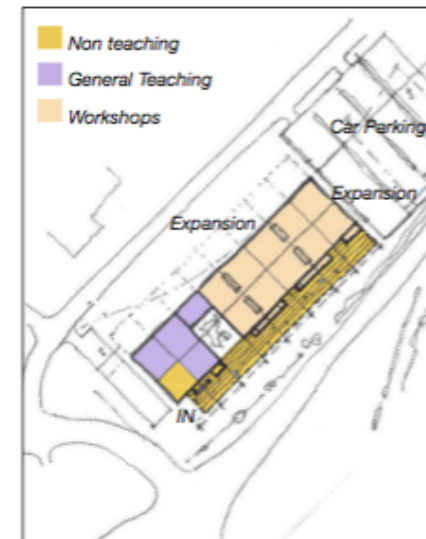 Non teaching
General Teaching
Workshops
Car Parking
Expansion
Expansion
IN